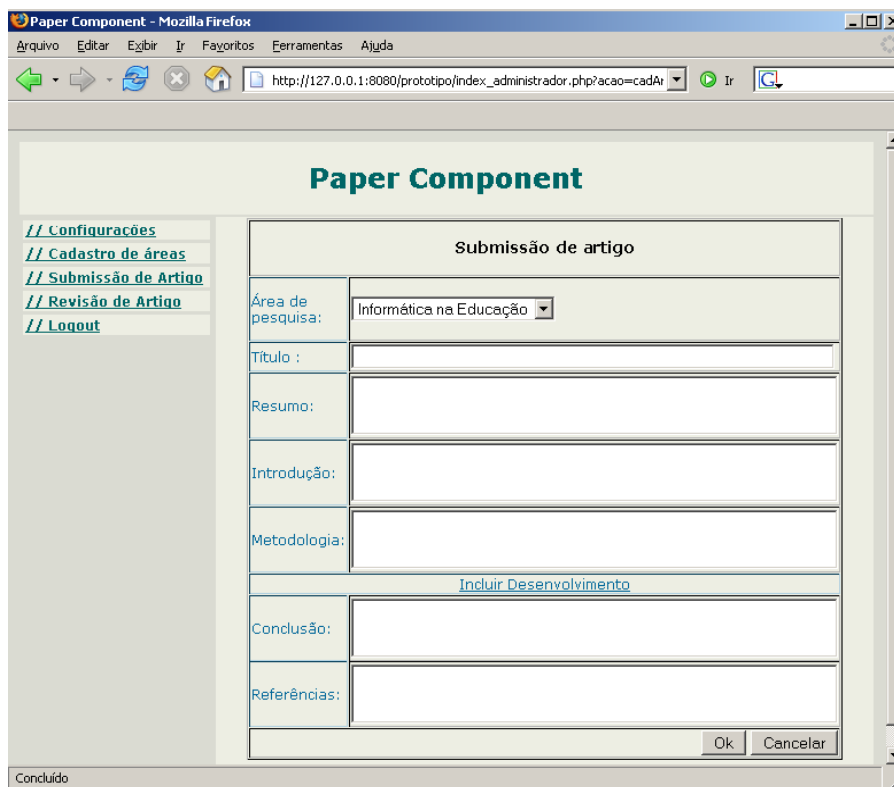 Paper Component - Mozilla Firefox
Arquivo Editar Exibir Ir Favoritos Ferramentas Ajuda
http://127.0.0.1:8080/prototipo/index_administrador.php?acao=cadAr Ir G
Paper Component
// Configurações
// Cadastro de áreas
// Submissão de Artigo
// Revisão de Artigo
// Logout
Submissão de artigo
Área de
pesquisa:
Informática na Educação
Título :
Resumo:
Introdução:
Metodologia:
Incluir Desenvolvimento
Conclusão:
Referências:
Ok Cancelar
Concluído